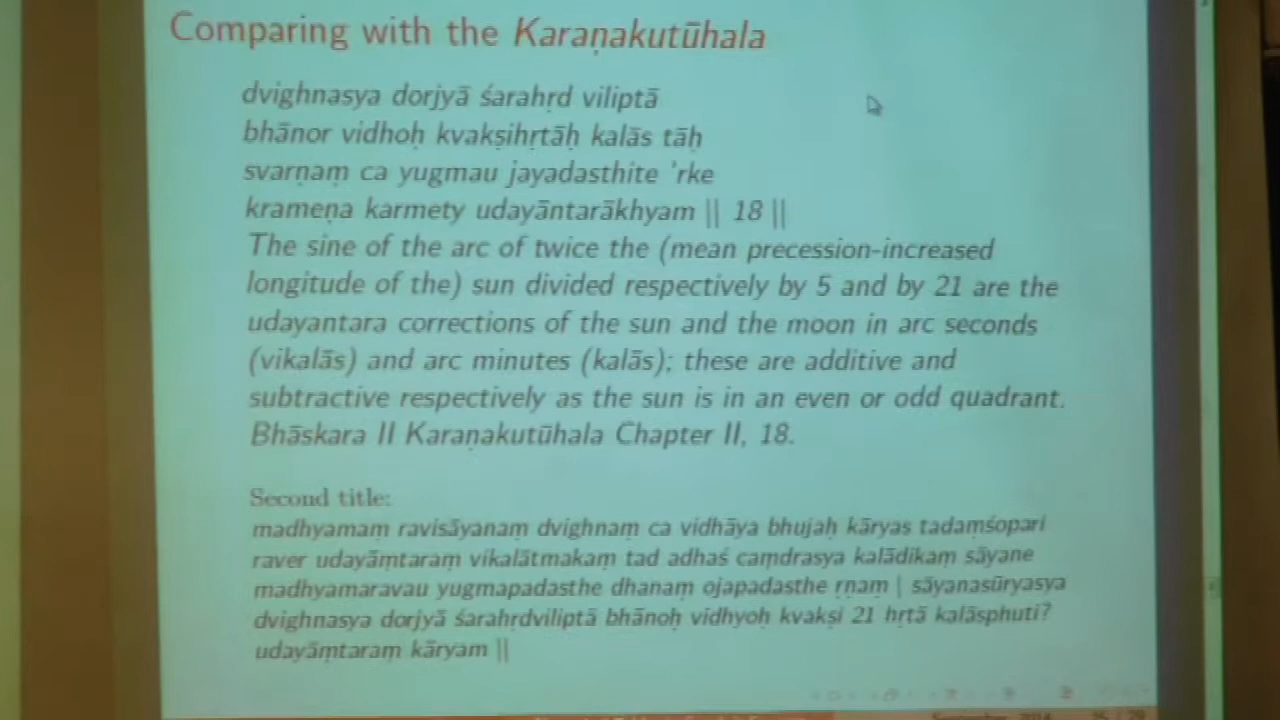 Comparing with the Karaṇakutūhala
dvighnasya dorjyā śarahṛd viliptā
bhānor vidhoḥ kvakṣihṛtāḥ kalās tāḥ
svarṇaṃ ca yugmau jayadasthite 'rke
krameṇa karmety udayāntarākhyam || 18 ||
The sine of the arc of twice the (mean precession-increased
longitude of the) sun divided respectively by 5 and by 21 are the
udayantara corrections of the sun and the moon in arc seconds
(vikalās) and arc minutes (kalās); these are additive and
subtractive respectively as the sun is in an even or odd quadrant.
Bhāskara II Karaṇakutūhala Chapter II, 18.
Second title:
madhyamaṃ ravisāyanaṃ dvighnaṃ ca vidhāya bhujaḥ kāryas tadaṃśopari
raver udayāṃtaraṃ vikalātmakaṃ tad adhaś caṃdrasya kalādikaṃ sāyane
madhyamaravau yugmapadasthe dhanaṃ ojapadasthe ṛṇaṃ | sāyanasūryasya
dvighnasya dorjyā śarahṛdviliptā bhānoḥ vidhyoḥ kvakṣi 21 hṛtā kalāsphuti?
udayāṃtaraṃ kāryam ||